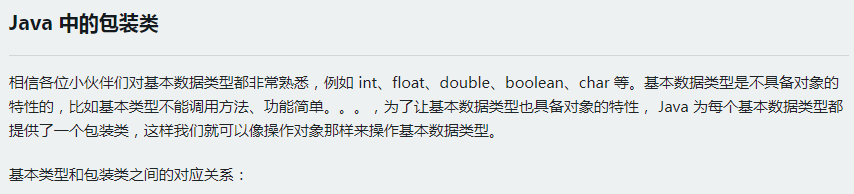 Java 中的包装类
相信各位小伙伴们对基本数据类型都非常熟悉，例如 int、float、double、boolean、char 等。基本数据类型是不具备对象的
特性的，比如基本类型不能调用方法、功能简单。。。，为了让基本数据类型也具备对象的特性， Java 为每个基本数据类型都
提供了一个包装类，这样我们就可以像操作对象那样来操作基本数据类型。
基本类型和包装类之间的对应关系：